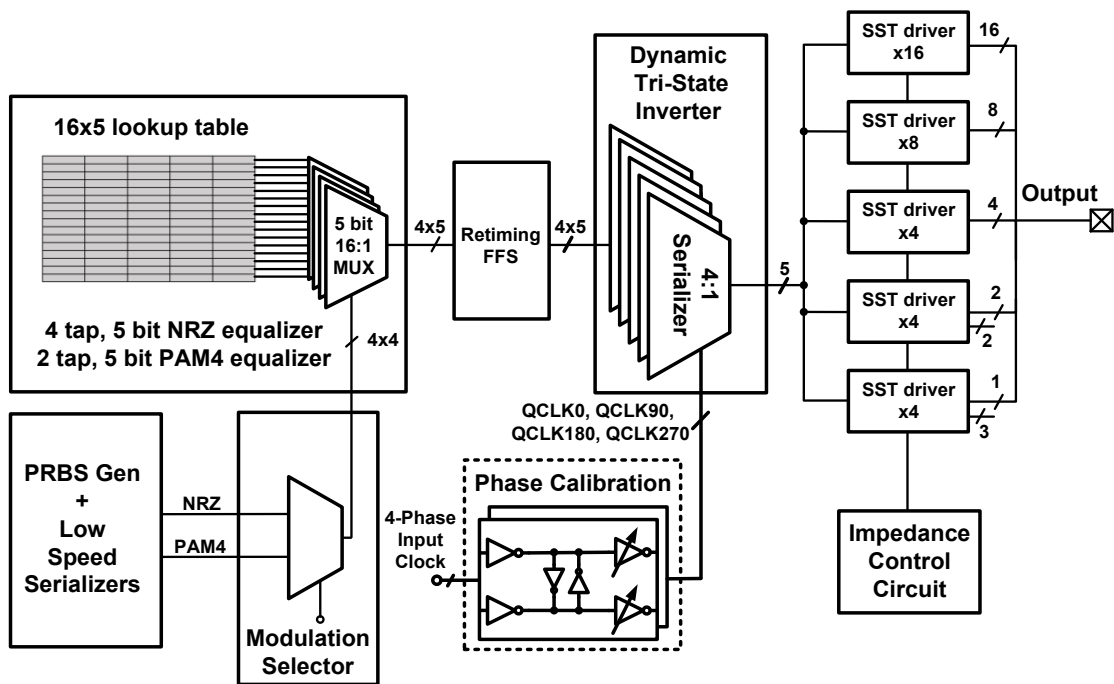 16x5 lookup table
5 bit
16:1
MUX
4 tap, 5 bit NRZ equalizer
2 tap, 5 bit PAM4 equalizer
4x4
4x5
Retiming
FFS
4x5
Dynamic
Tri-State
Inverter
4:1
Serializer
5
QCLK0, QCLK90,
QCLK180, QCLK270
SST driver
x16
16
SST driver
x8
8
SST driver
x4
4
SST driver
x4
2
2
SST driver
x4
1
3
Output
Impedance
Control
Circuit
PRBS Gen
+
Low
Speed
Serializers
NRZ
PAM4
Modulation
Selector
4-Phase
Input
Clock
Phase Calibration